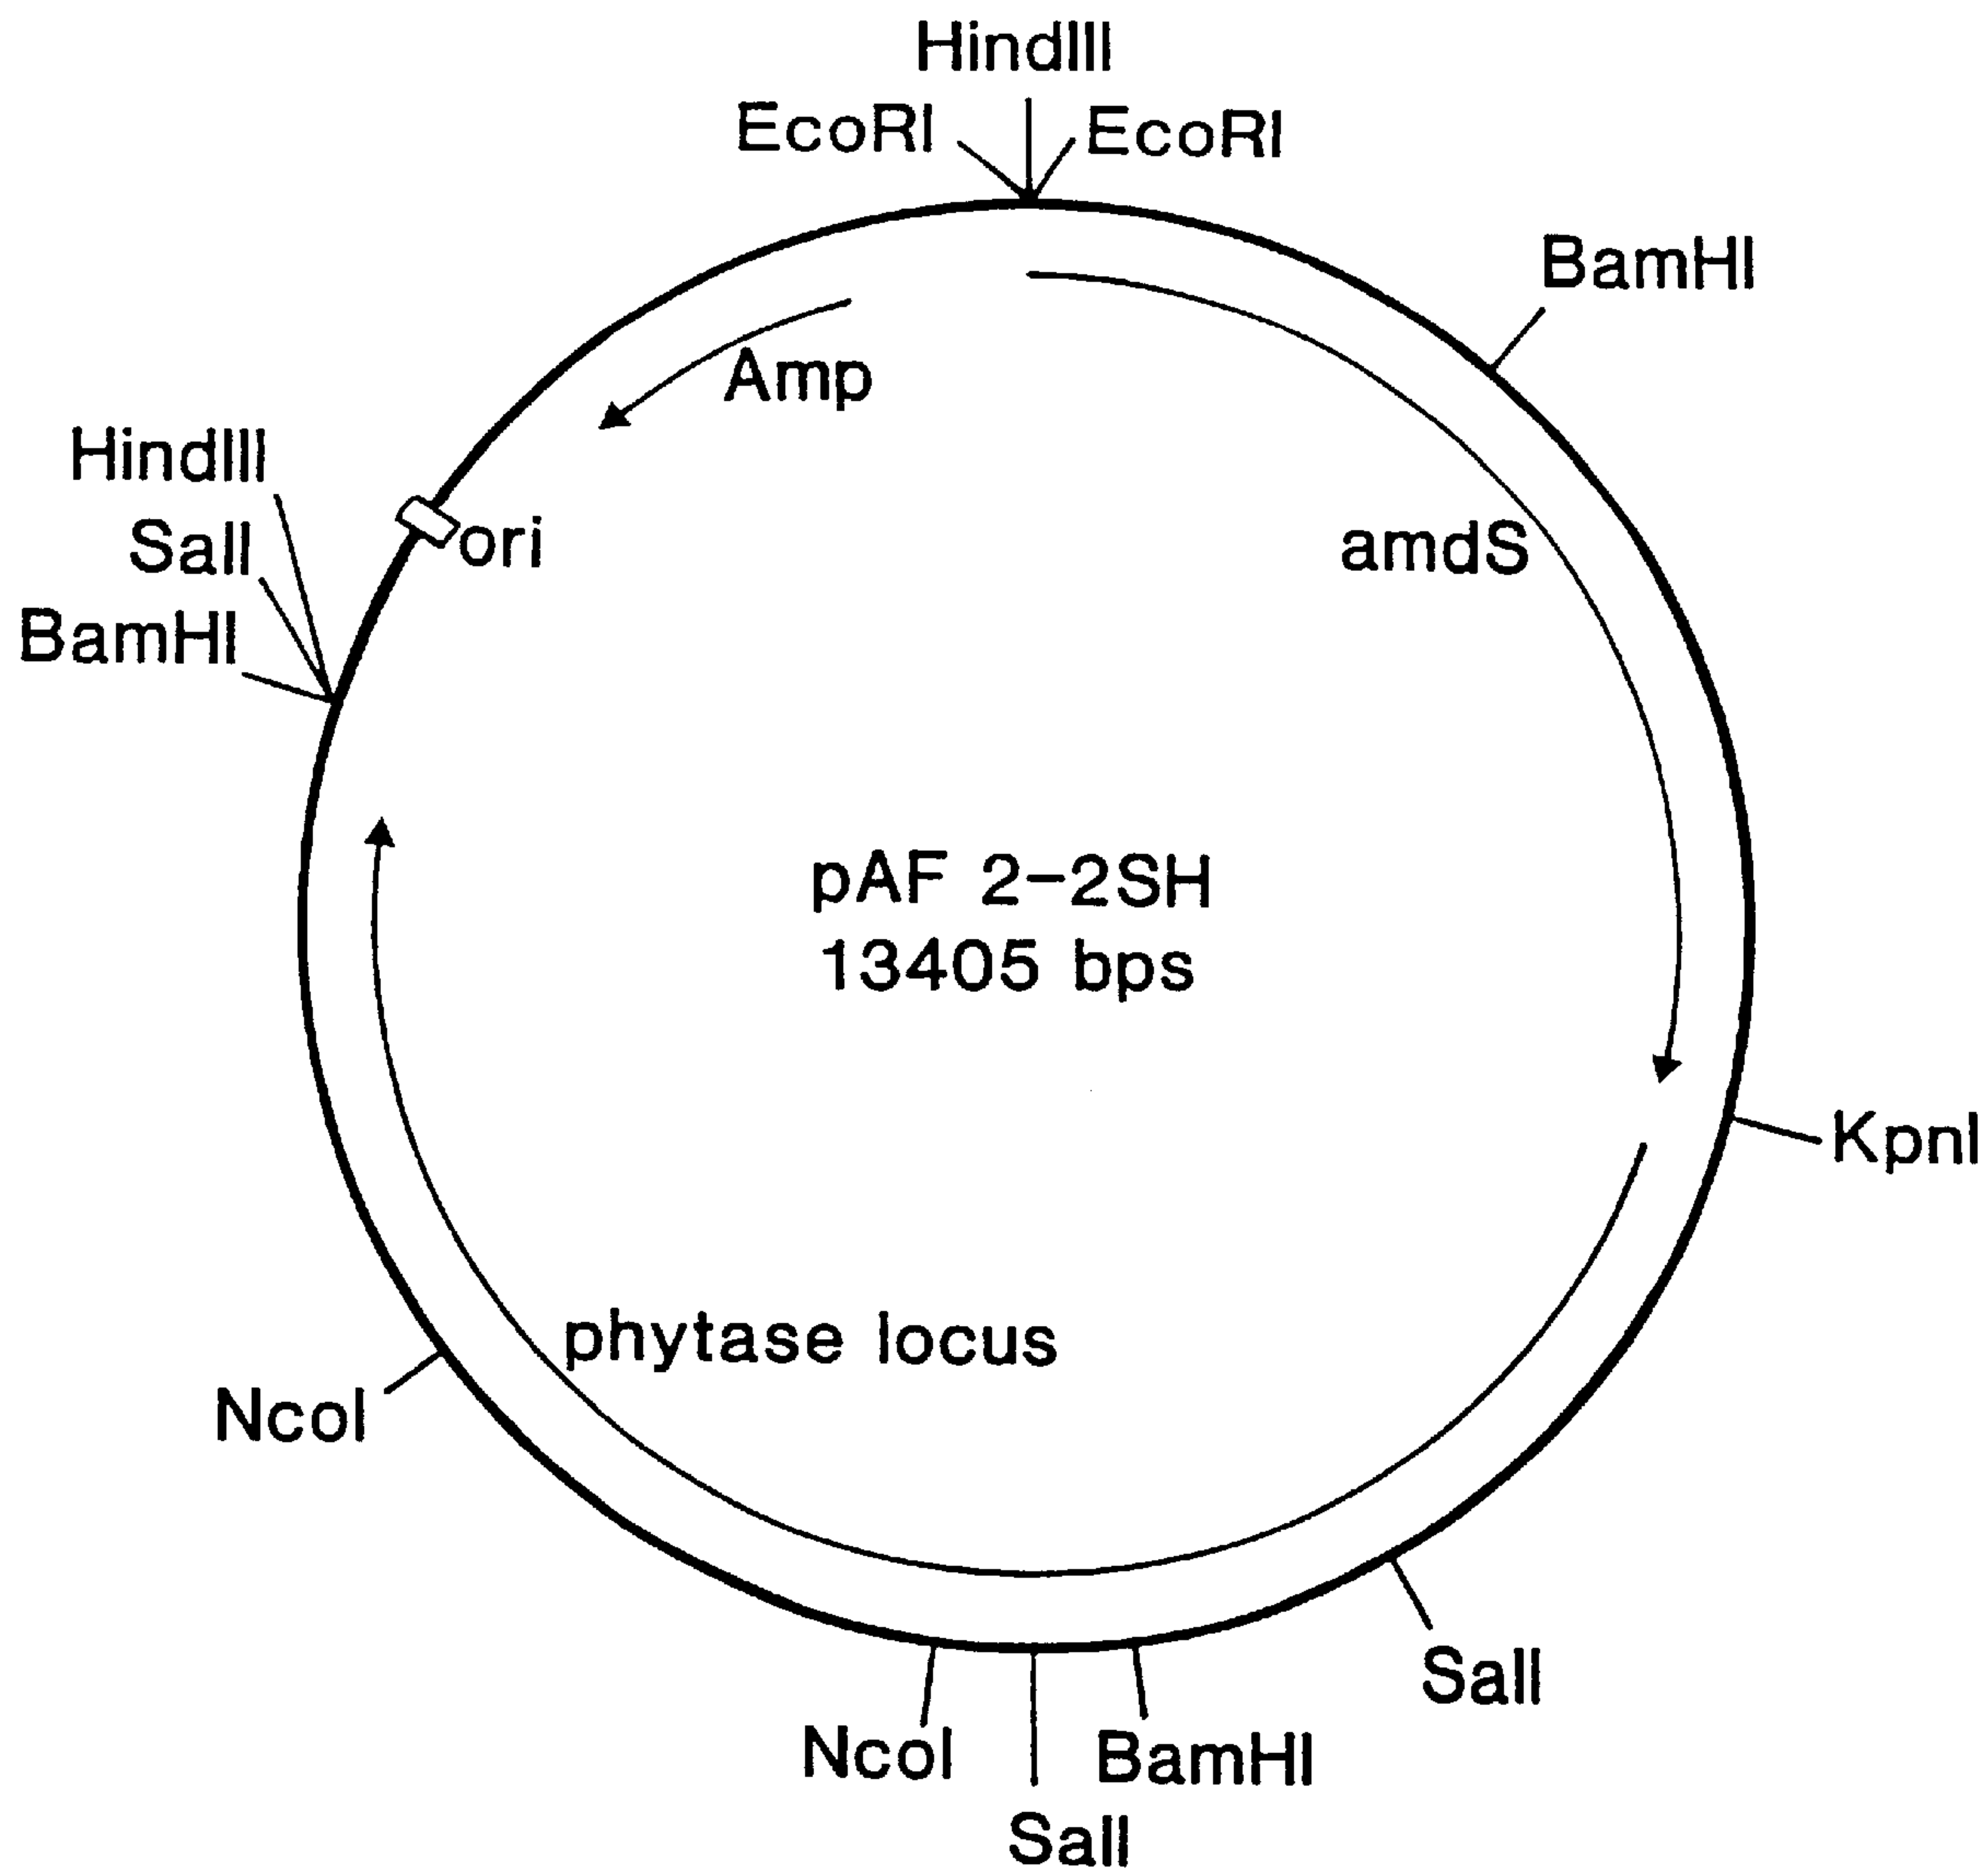 HindIII
EcoRI
EcoRI
BamHI
Amp
HindIII
SalI
ori
amdS
BamHI
pAF 2-2SH
13405 bps
KpnI
phytase locus
NcoI
SalI
NcoI
BamHI
SalI